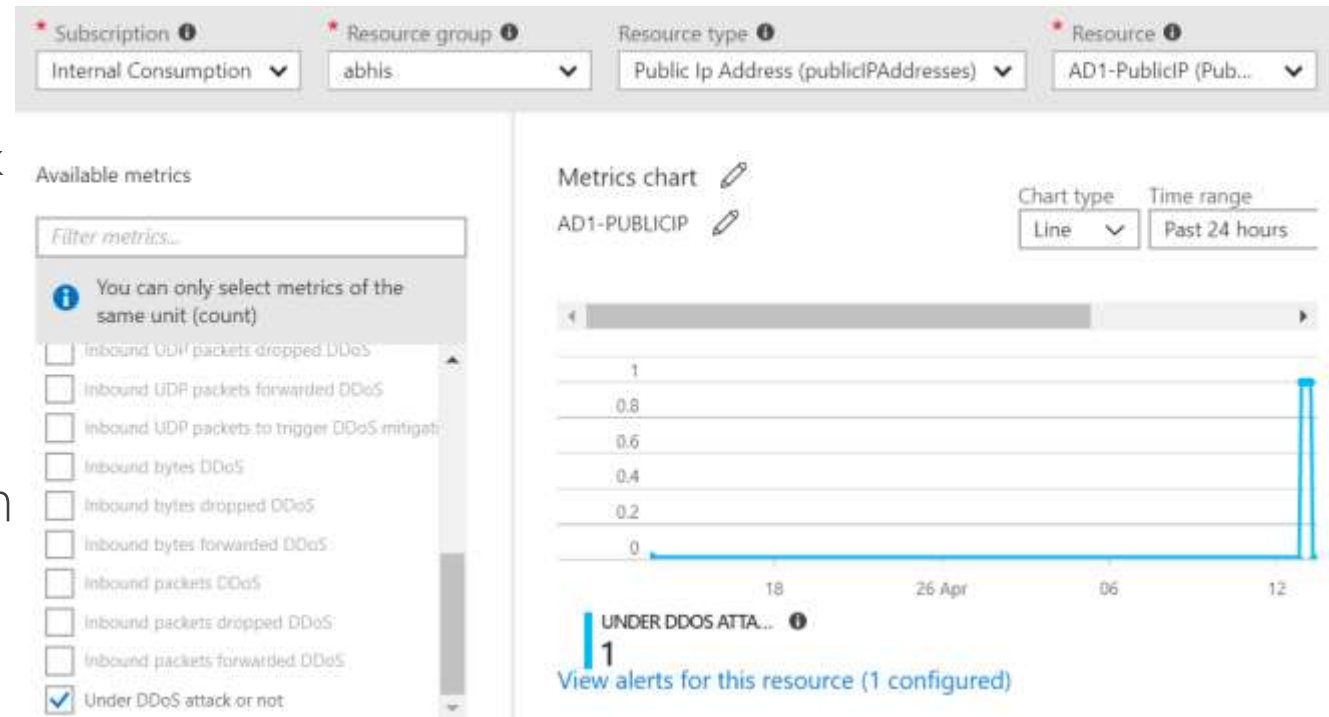 * Subscription * Resource group Resource type * Resource
Internal Consumption abhis Public Ip Address (publicIPAddresses) AD1-PublicIP (Pub...
Available metrics
Filter metrics...
You can only select metrics of the
same unit (count)
Inbound UDP packets dropped DDoS
Inbound UDP packets forwarded DDoS
Inbound UDP packets to trigger DDoS mitigati
Inbound bytes DDoS
Inbound bytes dropped DDoS
Inbound bytes forwarded DDoS
Inbound packets DDoS
Inbound packets dropped DDoS
Inbound packets forwarded DDoS
Under DDoS attack or not
Metrics chart
AD1-PUBLICIP
Chart type Time range
Line Past 24 hours
1
0.8
0.6
0.4
0.2
0
18 26 Apr 06 12
UNDER DDOS ATTA...
1
View alerts for this resource (1 configured)